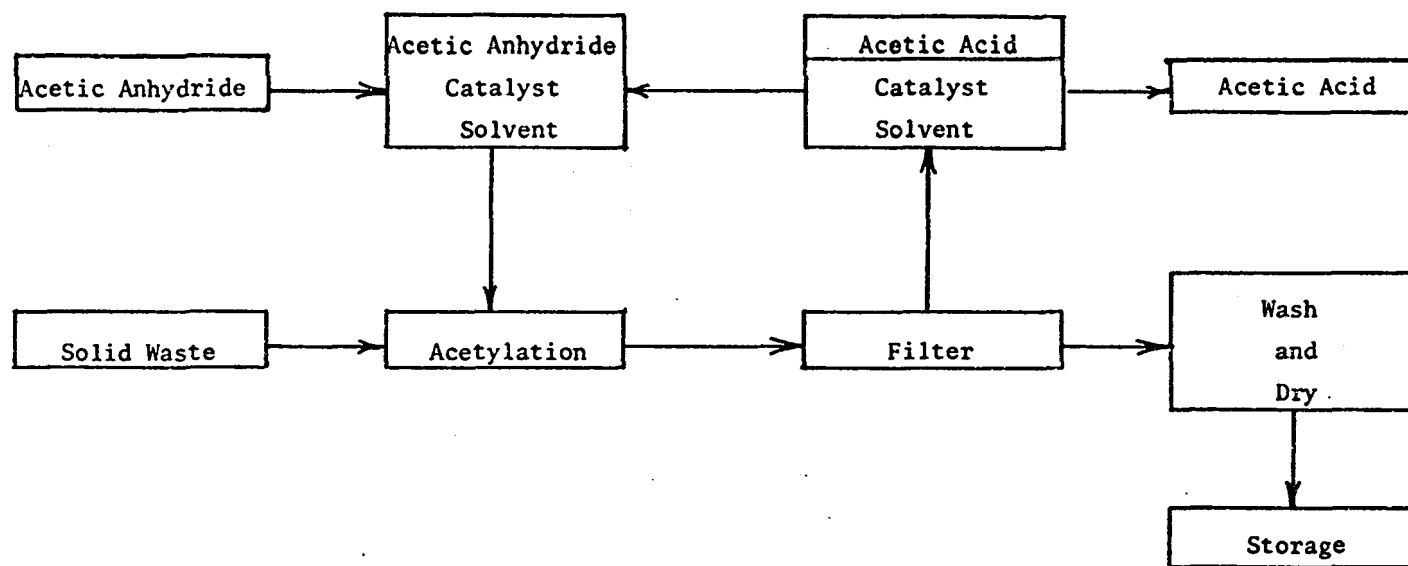 Acetic Anhydride
Acetic Anhydride
Catalyst
Solvent
Acetic Acid
Catalyst
Solvent
Acetic Acid
Solid Waste
Acetylation
Filter
Wash
and
Dry
Storage